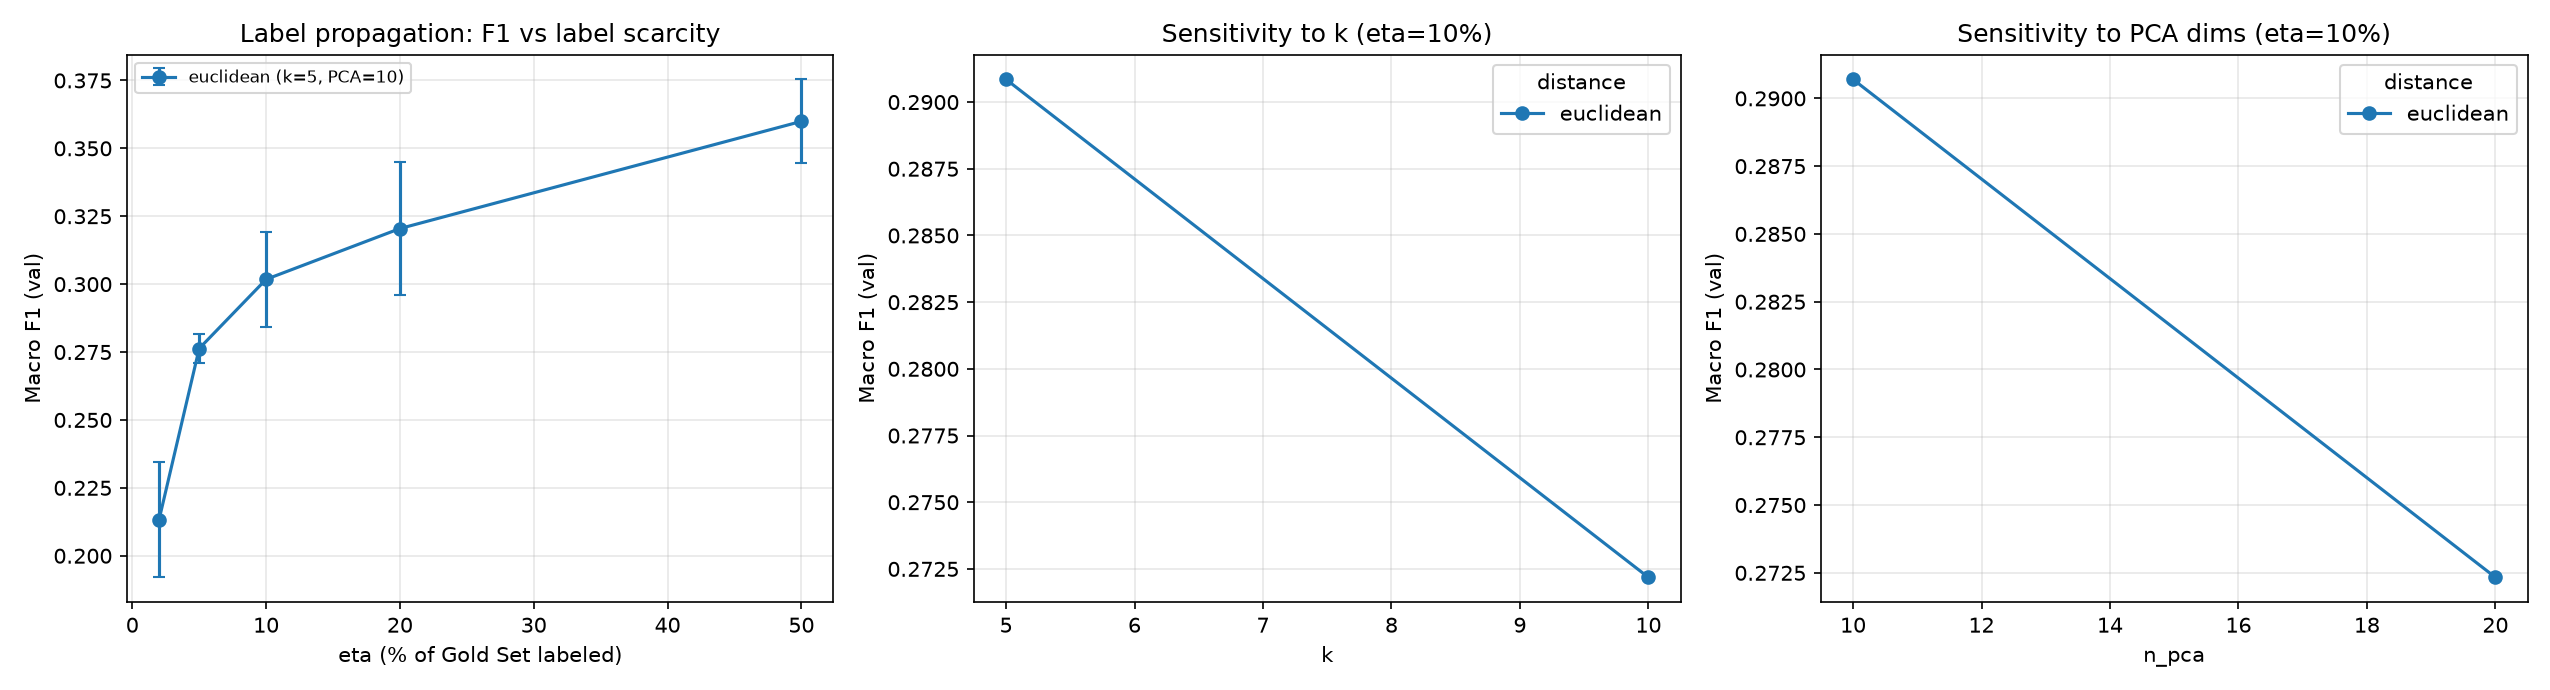 Label propagation: F1 vs label scarcity
euclidean (k=5, PCA=10)
Macro F1 (val)
0.375
0.350
0.325
0.300
0.275
0.250
0.225
0.200
0 10 20 30 40 50
eta (% of Gold Set labeled)
Sensitivity to k (eta=10%)
distance
euclidean
Macro F1 (val)
0.2900
0.2875
0.2850
0.2825
0.2800
0.2775
0.2750
0.2725
5 6 7 8 9 10
k
Sensitivity to PCA dims (eta=10%)
distance
euclidean
Macro F1 (val)
0.2900
0.2875
0.2850
0.2825
0.2800
0.2775
0.2750
0.2725
10 12 14 16 18 20
n_pca